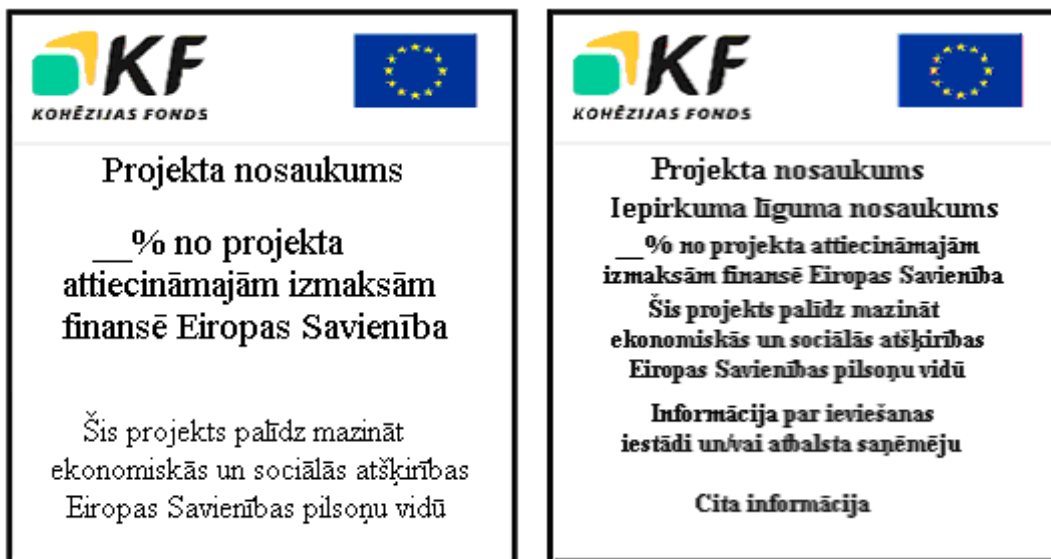 KF
KOHĒZIJAS FONDS
Projekta nosaukums
__% no projekta
attiecināmajām izmaksām
finansē Eiropas Savienība
Šis projekts palīdz mazināt
ekonomiskās un sociālās atšķirības
Eiropas Savienības pilsoņu vidū
KF
KOHĒZIJAS FONDS
Projekta nosaukums
Iepirkuma līguma nosaukums
__% no projekta attiecināmajām
izmaksām finansē Eiropas Savienība
Šis projekts palīdz mazināt
ekonomiskās un sociālās atšķirības
Eiropas Savienības pilsoņu vidū
Informācija par ieviešanas
iestādi un/vai atbalsta saņēmēju
Cita informācija